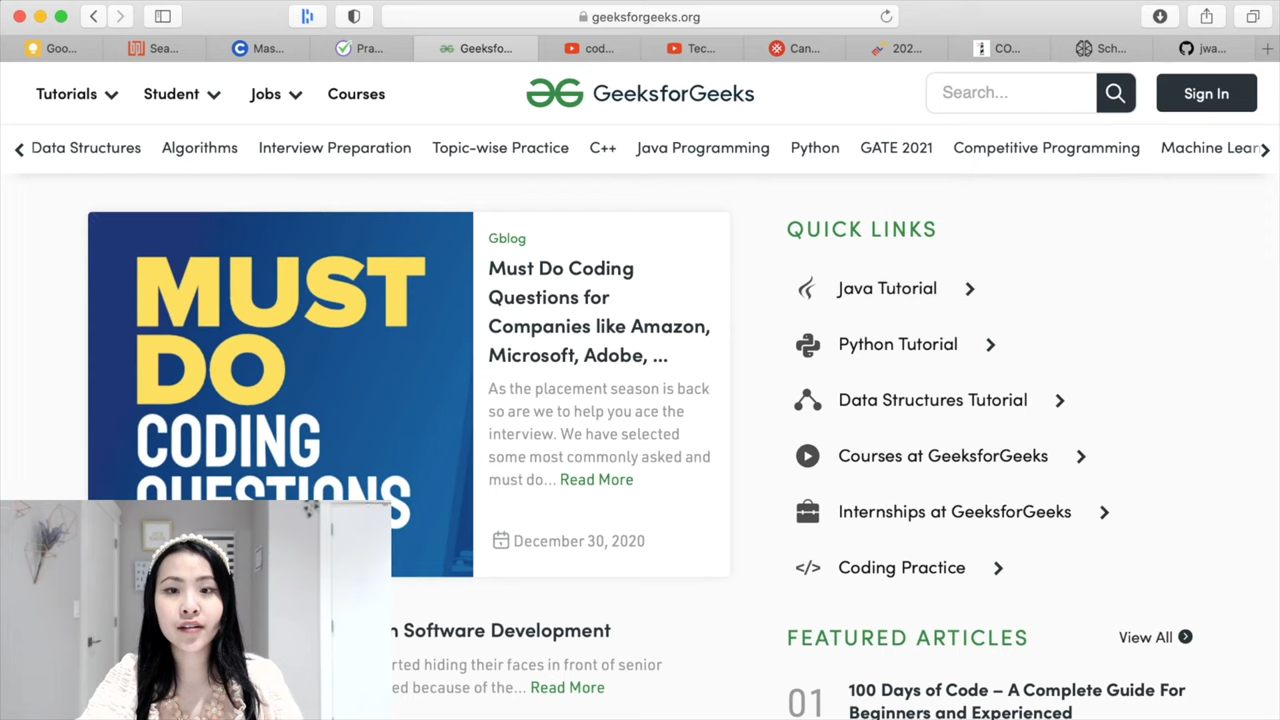 geeksforgeeks.org
Goo...
Sea...
Mas...
Pra...
Geeksfo...
cod...
Tec...
Can...
202...
CO...
Sch...
jwa...
Tutorials
Student
Jobs
Courses
GeeksforGeeks
Search...
Sign In
Data Structures
Algorithms
Interview Preparation
Topic-wise Practice
C++
Java Programming
Python
GATE 2021
Competitive Programming
Machine Lear
MUST
DO
CODING
QUESTIONS
Gblog
Must Do Coding
Questions for
Companies like Amazon,
Microsoft, Adobe, ...
As the placement season is back
so are we to help you ace the
interview. We have selected
some most commonly asked and
must do... Read More
December 30, 2020
n Software Development
rted hiding their faces in front of senior
ed because of the... Read More
QUICK LINKS
Java Tutorial
Python Tutorial
Data Structures Tutorial
Courses at GeeksforGeeks
Internships at GeeksforGeeks
</> Coding Practice
FEATURED ARTICLES
View All
01
100 Days of Code – A Complete Guide For
Beginners and Experienced